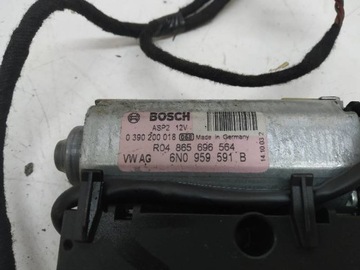 BOSCH
ASP2 12V
0 390 200 018 Made in Germany
R04 865 696 564
VW AG 6N0 959 591 B